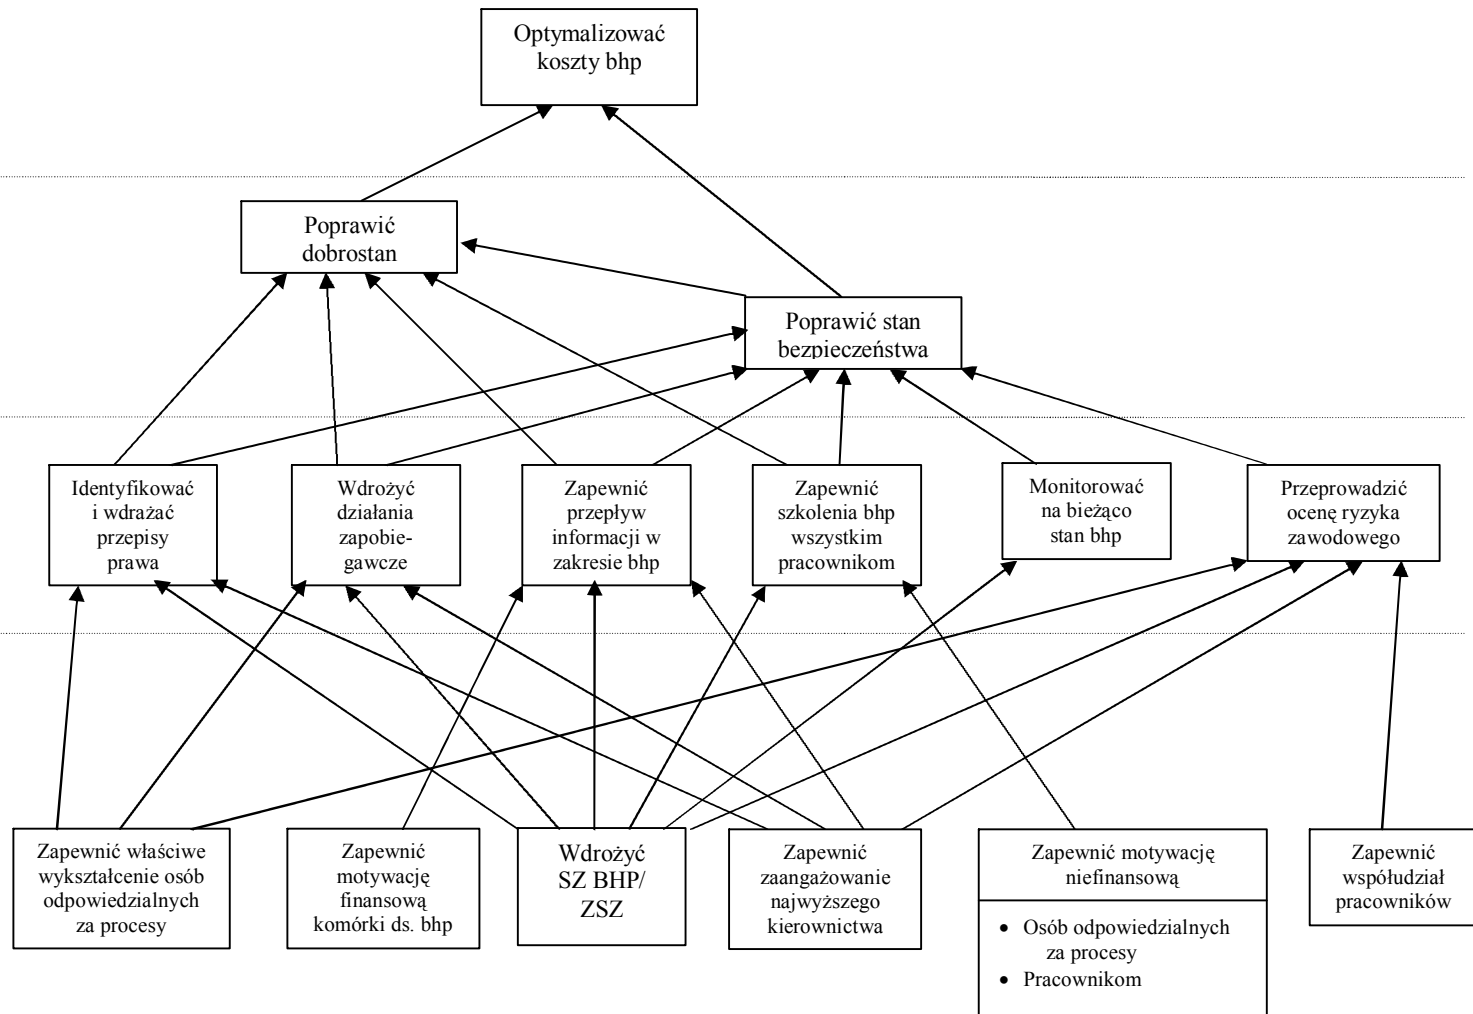 Optymalizować
koszty bhp
Poprawić
dobrostan
Poprawić stan
bezpieczeństwa
Identyfikować
i wdrażać
przepisy
prawa
Wdrożyć
działania
zapobie-
gawcze
Zapewnić
przepływ
informacji w
zakresie bhp
Zapewnić
szkolenia bhp
wszystkim
pracownikom
Monitorować
na bieżąco
stan bhp
Przeprowadzić
ocenę ryzyka
zawodowego
Zapewnić właściwe
wykształcenie osób
odpowiedzialnych
za procesy
Zapewnić
motywację
finansową
komórki ds. bhp
Wdrożyć
SZ BHP/
ZSZ
Zapewnić
zaangażowanie
najwyższego
kierownictwa
Zapewnić motywację
niefinansową
• Osób odpowiedzialnych
za procesy
• Pracownikom
Zapewnić
współudział
pracowników